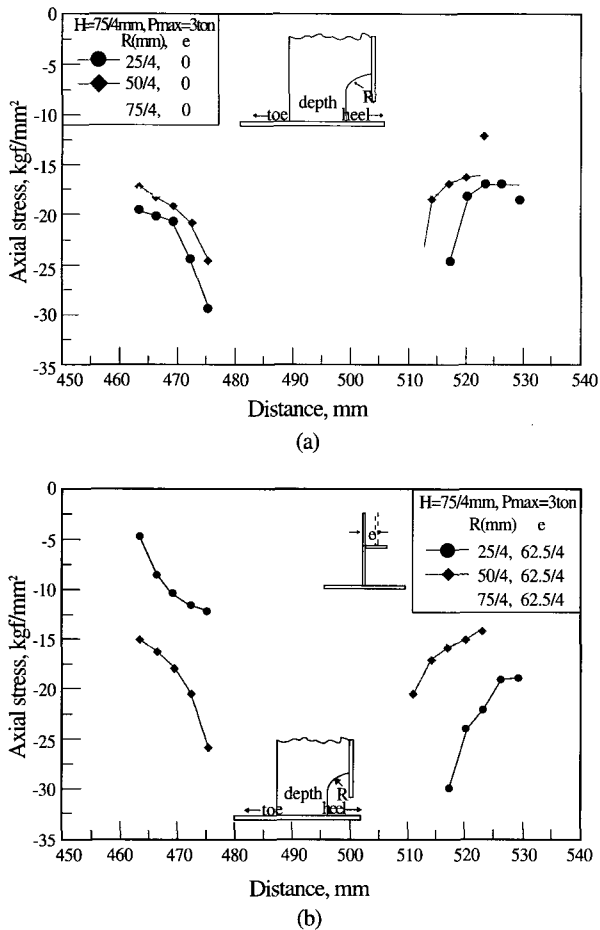 H=75/4mm, Pmax=3ton
R(mm), e
25/4, 0
50/4, 0
75/4, 0
toe
depth
R
heel
Axial stress, kgf/mm²
0
-5
-10
-15
-20
-25
-30
-35
450 460 470 480 490 500 510 520 530 540
Distance, mm
(a)
H=75/4mm, Pmax=3ton
R(mm) e
25/4, 62.5/4
50/4, 62.5/4
75/4, 62.5/4
e
toe
depth
R
heel
Axial stress, kgf/mm²
0
-5
-10
-15
-20
-25
-30
-35
450 460 470 480 490 500 510 520 530 540
Distance, mm
(b)